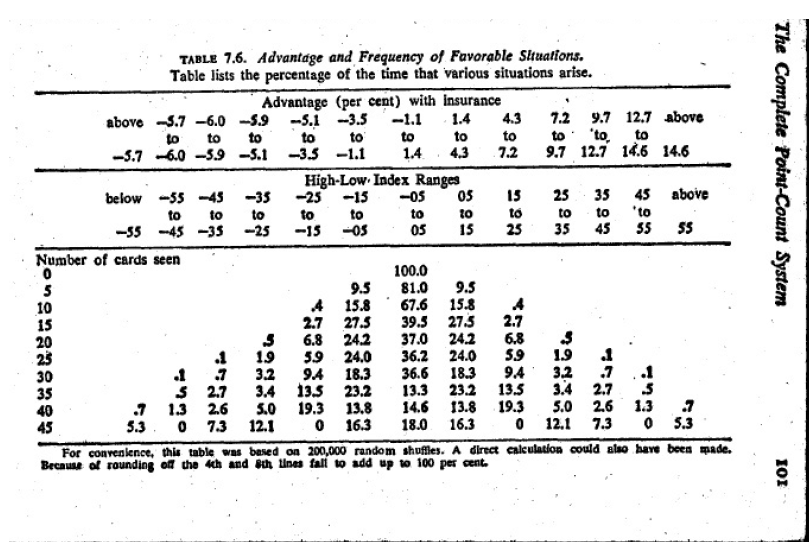 TABLE 7.6. Advantage and Frequency of Favorable Situations.
Table lists the percentage of the time that various situations arise.
Advantage (per cent) with insurance
above −5.7 −6.0 −5.9 −5.1 −3.5 −1.1 1.4 4.3 7.2 9.7 12.7 above
to to to to to to to to to to to
−5.7 −6.0 −5.9 −5.1 −3.5 −1.1 1.4 4.3 7.2 9.7 12.7 14.6 14.6
High-Low Index Ranges
below −55 −45 −35 −25 −15 −05 05 15 25 35 45 above
to to to to to to to to to to to
−55 −45 −35 −25 −15 −05 05 15 25 35 45 55 55
Number of cards seen
0 100.0
5 9.5 81.0 9.5
10 .4 15.8 67.6 15.8 .4
15 2.7 27.5 39.5 27.5 2.7
20 .5 6.8 24.2 37.0 24.2 6.8 .5
25 .1 1.9 5.9 24.0 36.2 24.0 5.9 1.9 .1
30 .1 .7 3.2 9.4 18.3 36.6 18.3 9.4 3.2 .7 .1
35 .5 2.7 3.4 13.5 23.2 13.3 23.2 13.5 3.4 2.7 .5
40 .7 1.3 2.6 5.0 19.3 13.8 14.6 13.8 19.3 5.0 2.6 1.3 .7
45 5.3 0 7.3 12.1 0 16.3 18.0 16.3 0 12.1 7.3 0 5.3
For convenience, this table was based on 200,000 random shuffles. A direct calculation could also have been made.
Because of rounding off the 4th and 8th lines fail to add up to 100 per cent.
The Complete Point-Count System
101